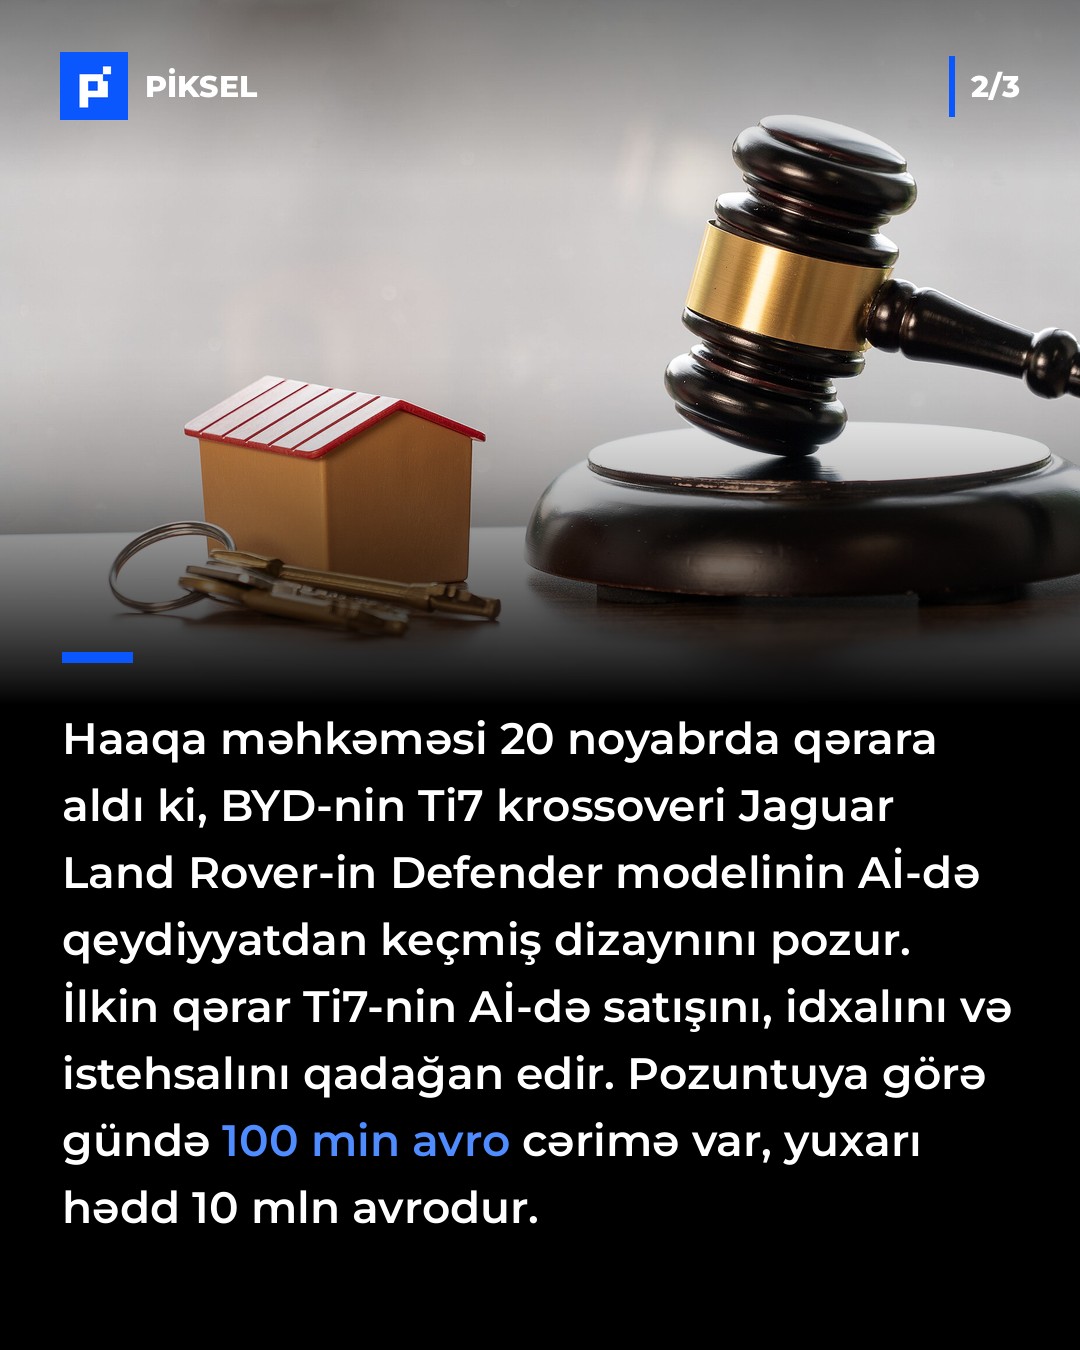 PİKSEL
2/3
Haaqa məhkəməsi 20 noyabrda qərara
aldı ki, BYD-nin Ti7 krossoveri Jaguar
Land Rover-in Defender modelinin Aİ-də
qeydiyyatdan keçmiş dizaynını pozur.
İlkin qərar Ti7-nin Aİ-də satışını, idxalını və
istehsalını qadağan edir. Pozuntuya görə
gündə 100 min avro cərimə var, yuxarı
hədd 10 mln avrodur.